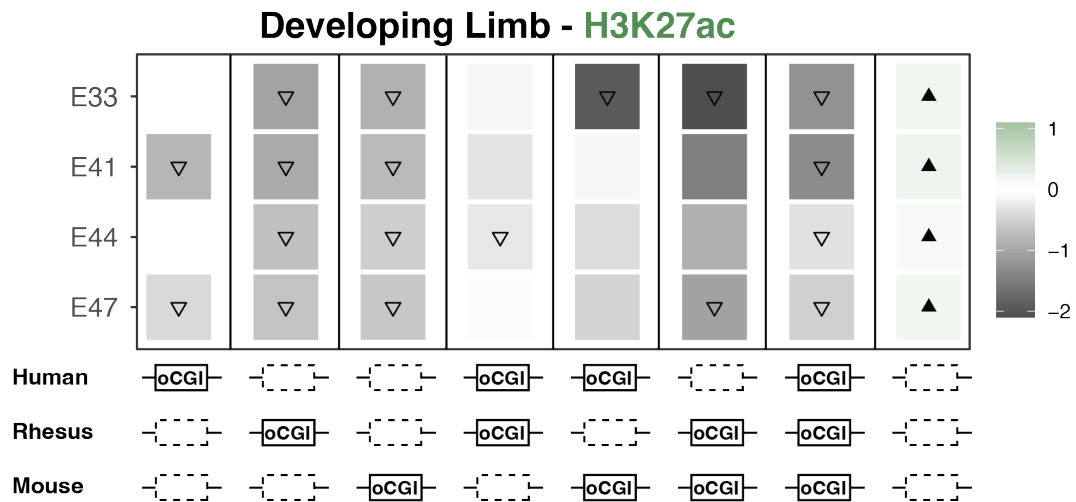 Developing Limb - H3K27ac
E33
E41
E44
E47
1
0
−1
−2
Human oCGI oCGI oCGI oCGI
Rhesus oCGI oCGI oCGI oCGI
Mouse oCGI oCGI oCGI oCGI